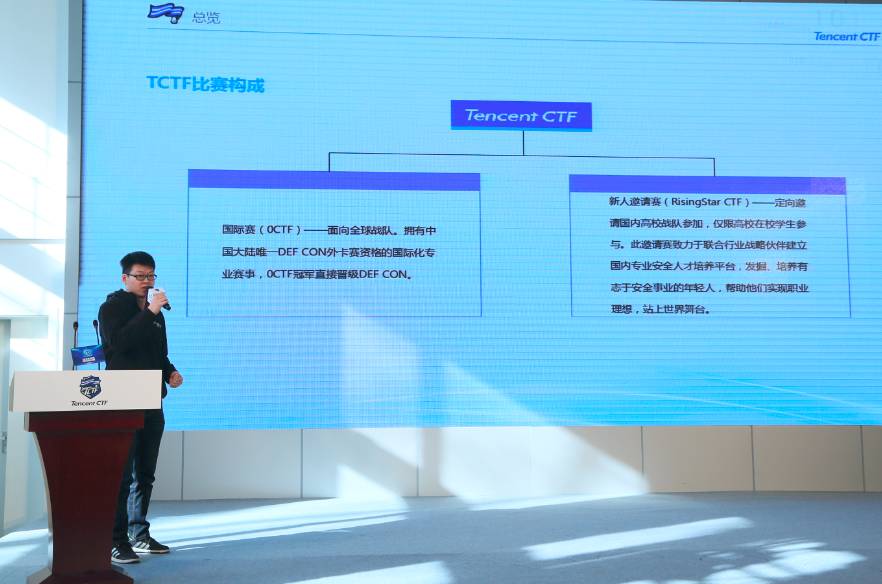 总览
Tencent CTF
TCTF比赛构成
Tencent CTF
国际赛（0CTF）——面向全球战队。拥有中
国大陆唯一DEF CON外卡赛资格的国际化专
业赛事，0CTF冠军直接晋级DEF CON。
新人邀请赛（RisingStar CTF）——定向邀
请国内高校战队参加，仅限高校在校学生参
与。此邀请赛致力于联合行业战略伙伴建立
国内专业安全人才培养平台，发掘、培养有
志于安全事业的年轻人，帮助他们实现职业
理想，站上世界舞台。
TCTF
Tencent CTF